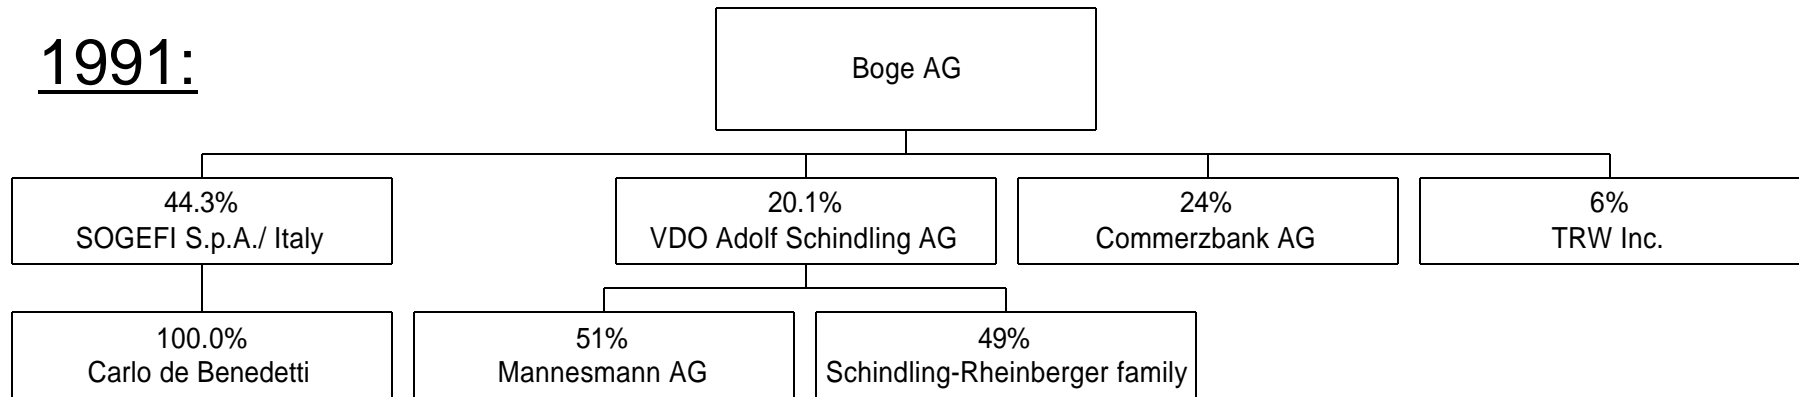 1991:
Boge AG
44.3%
SOGEFI S.p.A./ Italy
20.1%
VDO Adolf Schindling AG
24%
Commerzbank AG
6%
TRW Inc.
100.0%
Carlo de Benedetti
51%
Mannesmann AG
49%
Schindling-Rheinberger family